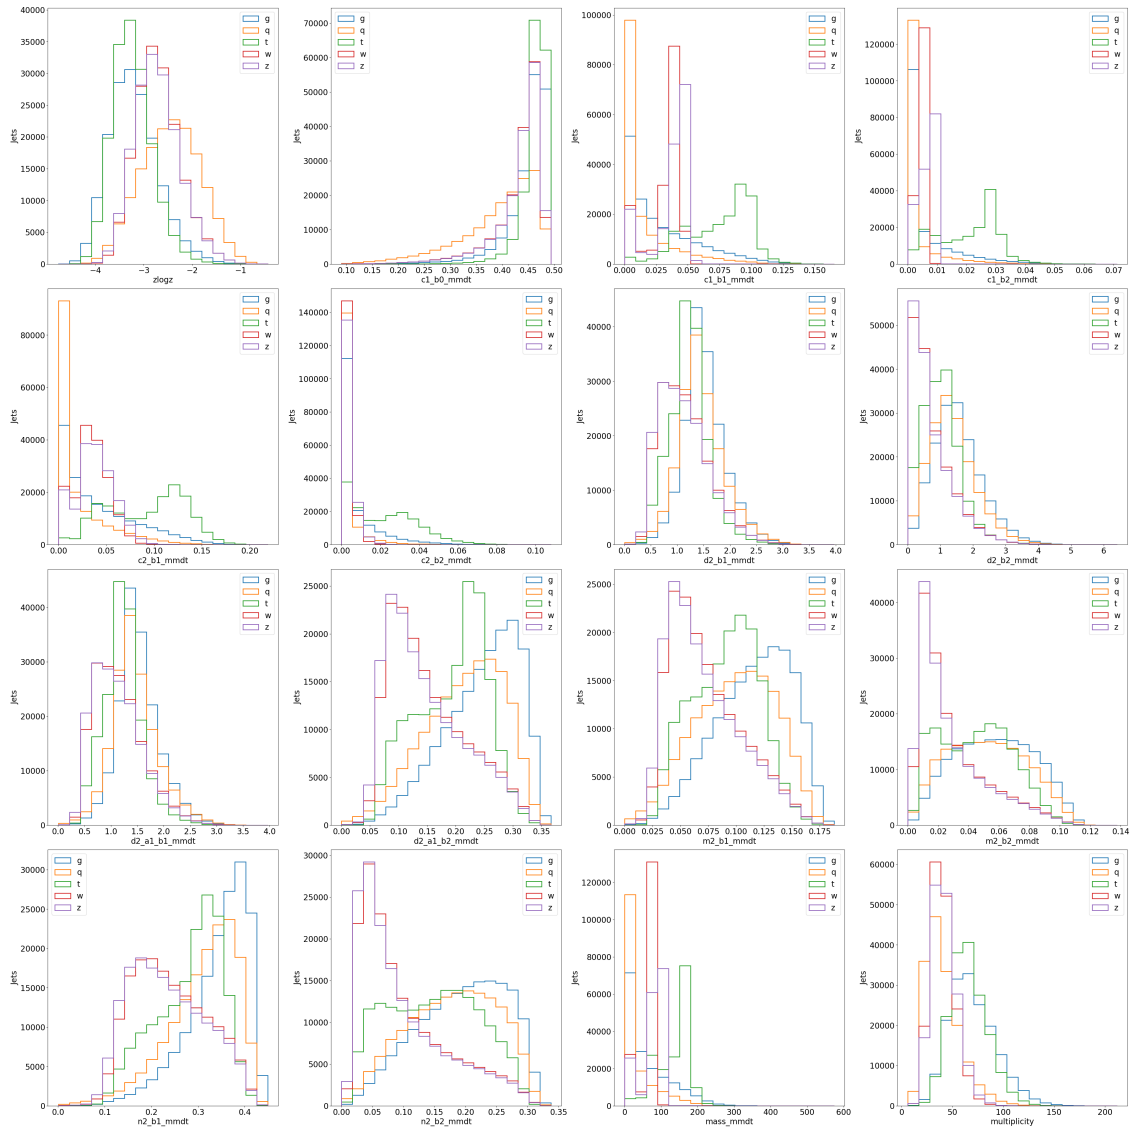 40000
35000
30000
25000
20000
15000
10000
5000
0
Jets
g
q
t
w
z
−4 −3 −2 −1
zlogz
70000
60000
50000
40000
30000
20000
10000
0
Jets
g
q
t
w
z
0.10 0.15 0.20 0.25 0.30 0.35 0.40 0.45 0.50
c1_b0_mmdt
100000
80000
60000
40000
20000
0
Jets
g
q
t
w
z
0.000 0.025 0.050 0.075 0.100 0.125 0.150
c1_b1_mmdt
120000
100000
80000
60000
40000
20000
0
Jets
g
q
t
w
z
0.00 0.01 0.02 0.03 0.04 0.05 0.06 0.07
c1_b2_mmdt
80000
60000
40000
20000
0
Jets
g
q
t
w
z
0.00 0.05 0.10 0.15 0.20
c2_b1_mmdt
140000
120000
100000
80000
60000
40000
20000
0
Jets
g
q
t
w
z
0.00 0.02 0.04 0.06 0.08 0.10
c2_b2_mmdt
40000
30000
20000
10000
0
Jets
g
q
t
w
z
0.0 0.5 1.0 1.5 2.0 2.5 3.0 3.5 4.0
d2_b1_mmdt
50000
40000
30000
20000
10000
0
Jets
g
q
t
w
z
0 1 2 3 4 5 6
d2_b2_mmdt
40000
30000
20000
10000
0
Jets
g
q
t
w
z
0.0 0.5 1.0 1.5 2.0 2.5 3.0 3.5 4.0
d2_a1_b1_mmdt
25000
20000
15000
10000
5000
0
Jets
g
q
t
w
z
0.00 0.05 0.10 0.15 0.20 0.25 0.30 0.35
d2_a1_b2_mmdt
25000
20000
15000
10000
5000
0
Jets
g
q
t
w
z
0.000 0.025 0.050 0.075 0.100 0.125 0.150 0.175
m2_b1_mmdt
40000
30000
20000
10000
0
Jets
g
q
t
w
z
0.00 0.02 0.04 0.06 0.08 0.10 0.12 0.14
m2_b2_mmdt
30000
25000
20000
15000
10000
5000
0
Jets
g
q
t
w
z
0.0 0.1 0.2 0.3 0.4
n2_b1_mmdt
30000
25000
20000
15000
10000
5000
0
Jets
g
q
t
w
z
0.00 0.05 0.10 0.15 0.20 0.25 0.30 0.35
n2_b2_mmdt
120000
100000
80000
60000
40000
20000
0
Jets
g
q
t
w
z
0 100 200 300 400 500 600
mass_mmdt
60000
50000
40000
30000
20000
10000
0
Jets
g
q
t
w
z
0 50 100 150 200
multiplicity